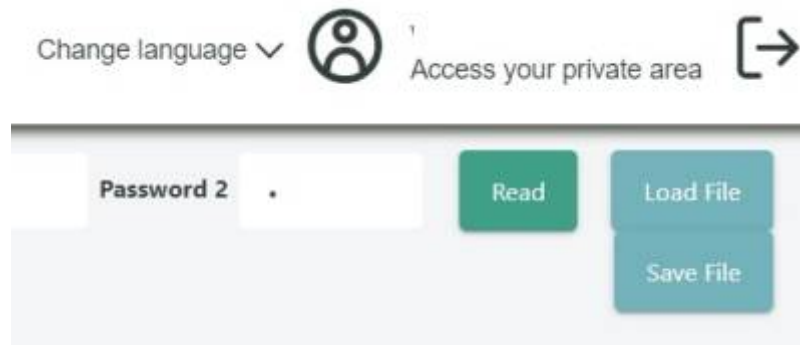 Change language
Access your private area
Password 2 .
Read
Load File
Save File